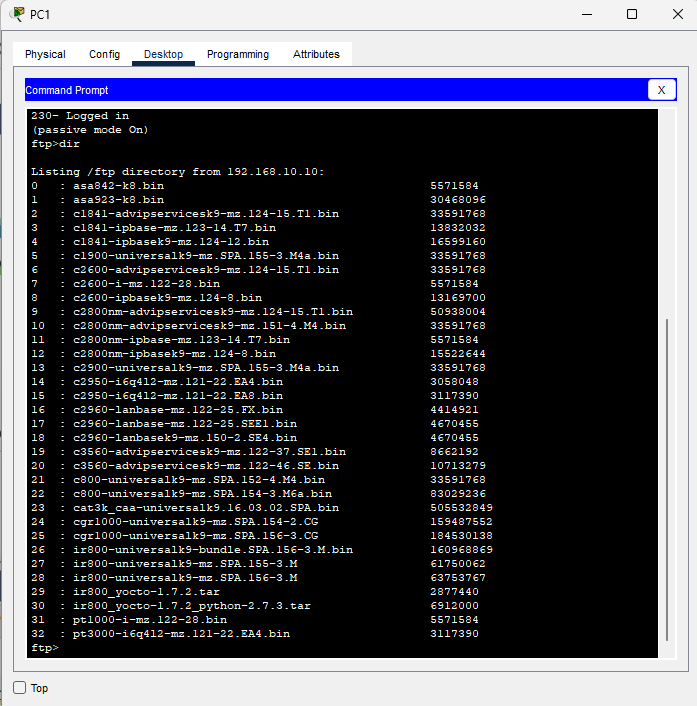 PC1
Physical Config Desktop Programming Attributes
Command Prompt X
230- Logged in
(passive mode On)
ftp>dir
Listing /ftp directory from 192.168.10.10:
0 : asa842-k8.bin 5571584
1 : asa923-k8.bin 30468096
2 : c1841-advipservicesk9-mz.124-15.T1.bin 33591768
3 : c1841-ipbase-mz.123-14.T7.bin 13832032
4 : c1841-ipbasek9-mz.124-12.bin 16599160
5 : c1900-universalk9-mz.SPA.155-3.M4a.bin 33591768
6 : c2600-advipservicesk9-mz.124-15.T1.bin 33591768
7 : c2600-i-mz.122-28.bin 5571584
8 : c2600-ipbasek9-mz.124-8.bin 13169700
9 : c2800nm-advipservicesk9-mz.124-15.T1.bin 50938004
10 : c2800nm-advipservicesk9-mz.151-4.M4.bin 33591768
11 : c2800nm-ipbase-mz.123-14.T7.bin 5571584
12 : c2800nm-ipbasek9-mz.124-8.bin 15522644
13 : c2900-universalk9-mz.SPA.155-3.M4a.bin 33591768
14 : c2950-i6q4l2-mz.121-22.EA4.bin 3058048
15 : c2950-i6q4l2-mz.121-22.EA8.bin 3117390
16 : c2960-lanbase-mz.122-25.FX.bin 4414921
17 : c2960-lanbase-mz.122-25.SEE1.bin 4670455
18 : c2960-lanbasek9-mz.150-2.SE4.bin 4670455
19 : c3560-advipservicesk9-mz.122-37.SE1.bin 8662192
20 : c3560-advipservicesk9-mz.122-46.SE.bin 10713279
21 : c800-universalk9-mz.SPA.152-4.M4.bin 33591768
22 : c800-universalk9-mz.SPA.154-3.M6a.bin 83029236
23 : cat3k_caa-universalk9.16.03.02.SPA.bin 505532849
24 : cgr1000-universalk9-mz.SPA.154-2.CG 159487552
25 : cgr1000-universalk9-mz.SPA.156-3.CG 184530138
26 : ir800-universalk9-bundle.SPA.156-3.M.bin 160968869
27 : ir800-universalk9-mz.SPA.155-3.M 61750062
28 : ir800-universalk9-mz.SPA.156-3.M 63753767
29 : ir800_yocto-1.7.2.tar 2877440
30 : ir800_yocto-1.7.2_python-2.7.3.tar 6912000
31 : pt1000-i-mz.122-28.bin 5571584
32 : pt3000-i6q4l2-mz.121-22.EA4.bin 3117390
ftp>
Top